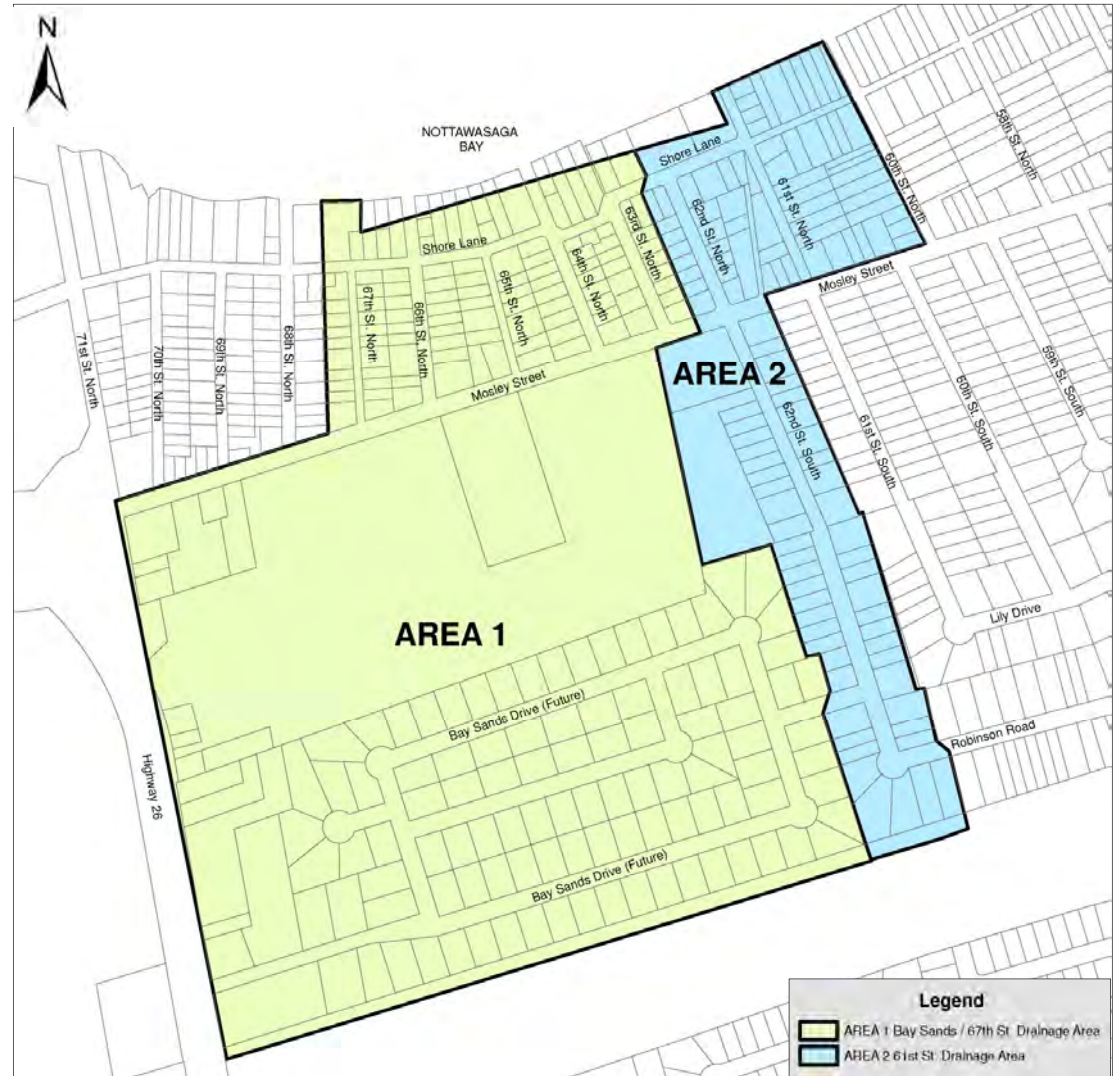 N
NOTTAWASAGA
BAY
58th St. North
60th St. North
Shore Lane
61st St. North
62nd St. North
63rd St. North
Shore Lane
64th St. North
65th St. North
Mosley Street
67th St. North
66th St. North
68th St. North
69th St. North
70th St. North
71st St. North
59th St. South
AREA 2
Mosley Street
60th St. South
61st St. South
62nd St. South
Lily Drive
AREA 1
Bay Sands Drive (Future)
Robinson Road
Highway 26
Bay Sands Drive (Future)
Legend
AREA 1 Bay Sands / 67th St. Drainage Area
AREA 2 61st St. Drainage Area